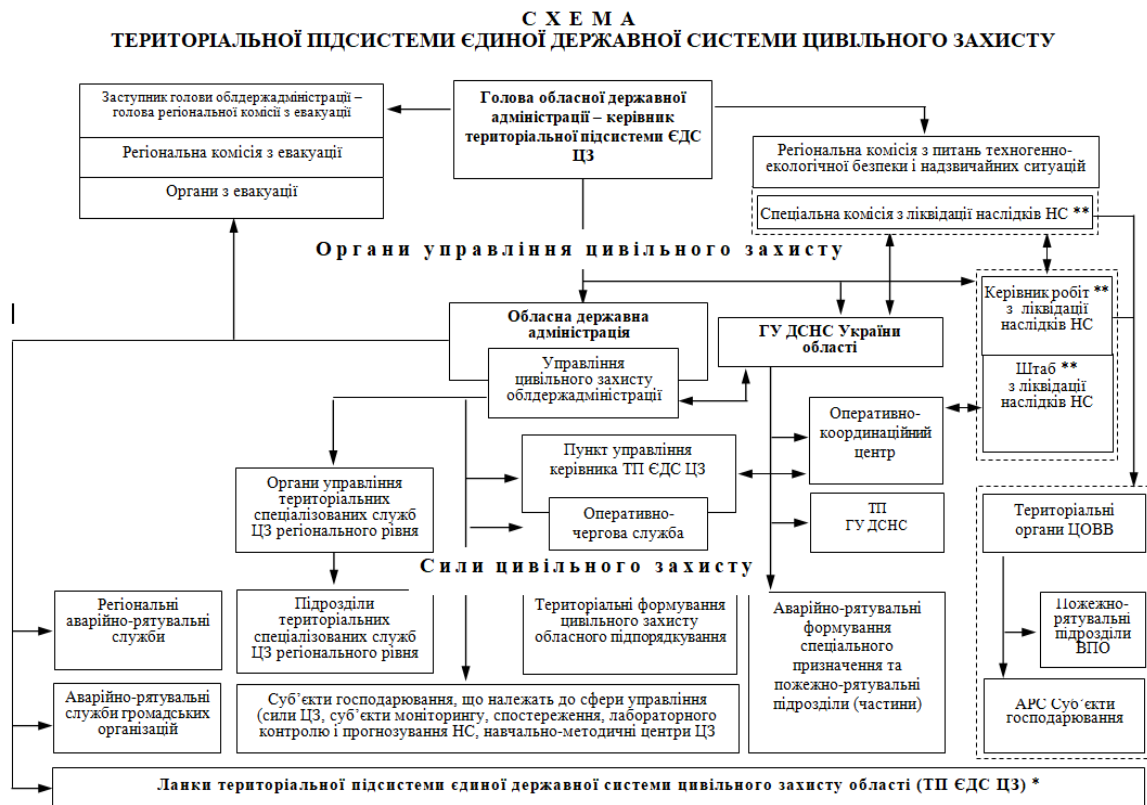 С Х Е М А
ТЕРИТОРІАЛЬНОЇ ПІДСИСТЕМИ ЄДИНОЇ ДЕРЖАВНОЇ СИСТЕМИ ЦИВІЛЬНОГО ЗАХИСТУ
Заступник голови облдержадміністрації –
голова регіональної комісії з евакуації
Регіональна комісія з евакуації
Органи з евакуації
Голова обласної державної
адміністрації – керівник
територіальної підсистеми ЄДС
ЦЗ
Регіональна комісія з питань техногенно-
екологічної безпеки і надзвичайних ситуацій
Спеціальна комісія з ліквідації наслідків НС **
Органи управління цивільного захисту
Обласна державна
адміністрація
Управління
цивільного захисту
облдержадміністрації
ГУ ДСНС України
області
Керівник робіт **
з ліквідації
наслідків НС
Штаб **
з ліквідації
наслідків НС
Оперативно-
координаційний
центр
Пункт управління
керівника ТП ЄДС ЦЗ
Оперативно-
чергова служба
Органи управління
територіальних
спеціалізованих служб
ЦЗ регіонального рівня
ТП
ГУ ДСНС
Територіальні
органи ЦОВВ
Сили цивільного захисту
Регіональні
аварійно-рятувальні
служби
Підрозділи
територіальних
спеціалізованих служб
ЦЗ регіонального рівня
Територіальні формування
цивільного захисту
обласного підпорядкування
Аварійно-рятувальні
формування
спеціального
призначення та
пожежно-рятувальні
підрозділи (частини)
Пожежно-
рятувальні
підрозділи
ВПО
Аварійно-рятувальні
служби громадських
організацій
Суб’єкти господарювання, що належать до сфери управління
(сили ЦЗ, суб’єкти моніторингу, спостереження, лабораторного
контролю і прогнозування НС, навчально-методичні центри ЦЗ
АРС Суб’єкти
господарювання
Ланки територіальної підсистеми єдиної державної системи цивільного захисту області (ТП ЄДС ЦЗ) *